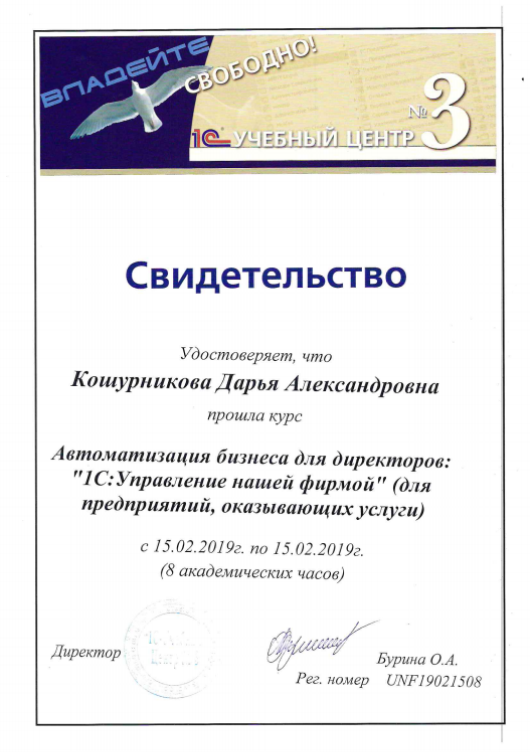 ВЛАДЕЙТЕ
СВОБОДНО!
1С УЧЕБНЫЙ ЦЕНТР № 3
Свидетельство
Удостоверяет, что
Кошурникова Дарья Александровна
прошла курс
Автоматизация бизнеса для директоров:
"1С:Управление нашей фирмой" (для
предприятий, оказывающих услуги)
с 15.02.2019г. по 15.02.2019г.
(8 академических часов)
Директор
Бурина О.А.
Рег. номер UNF19021508